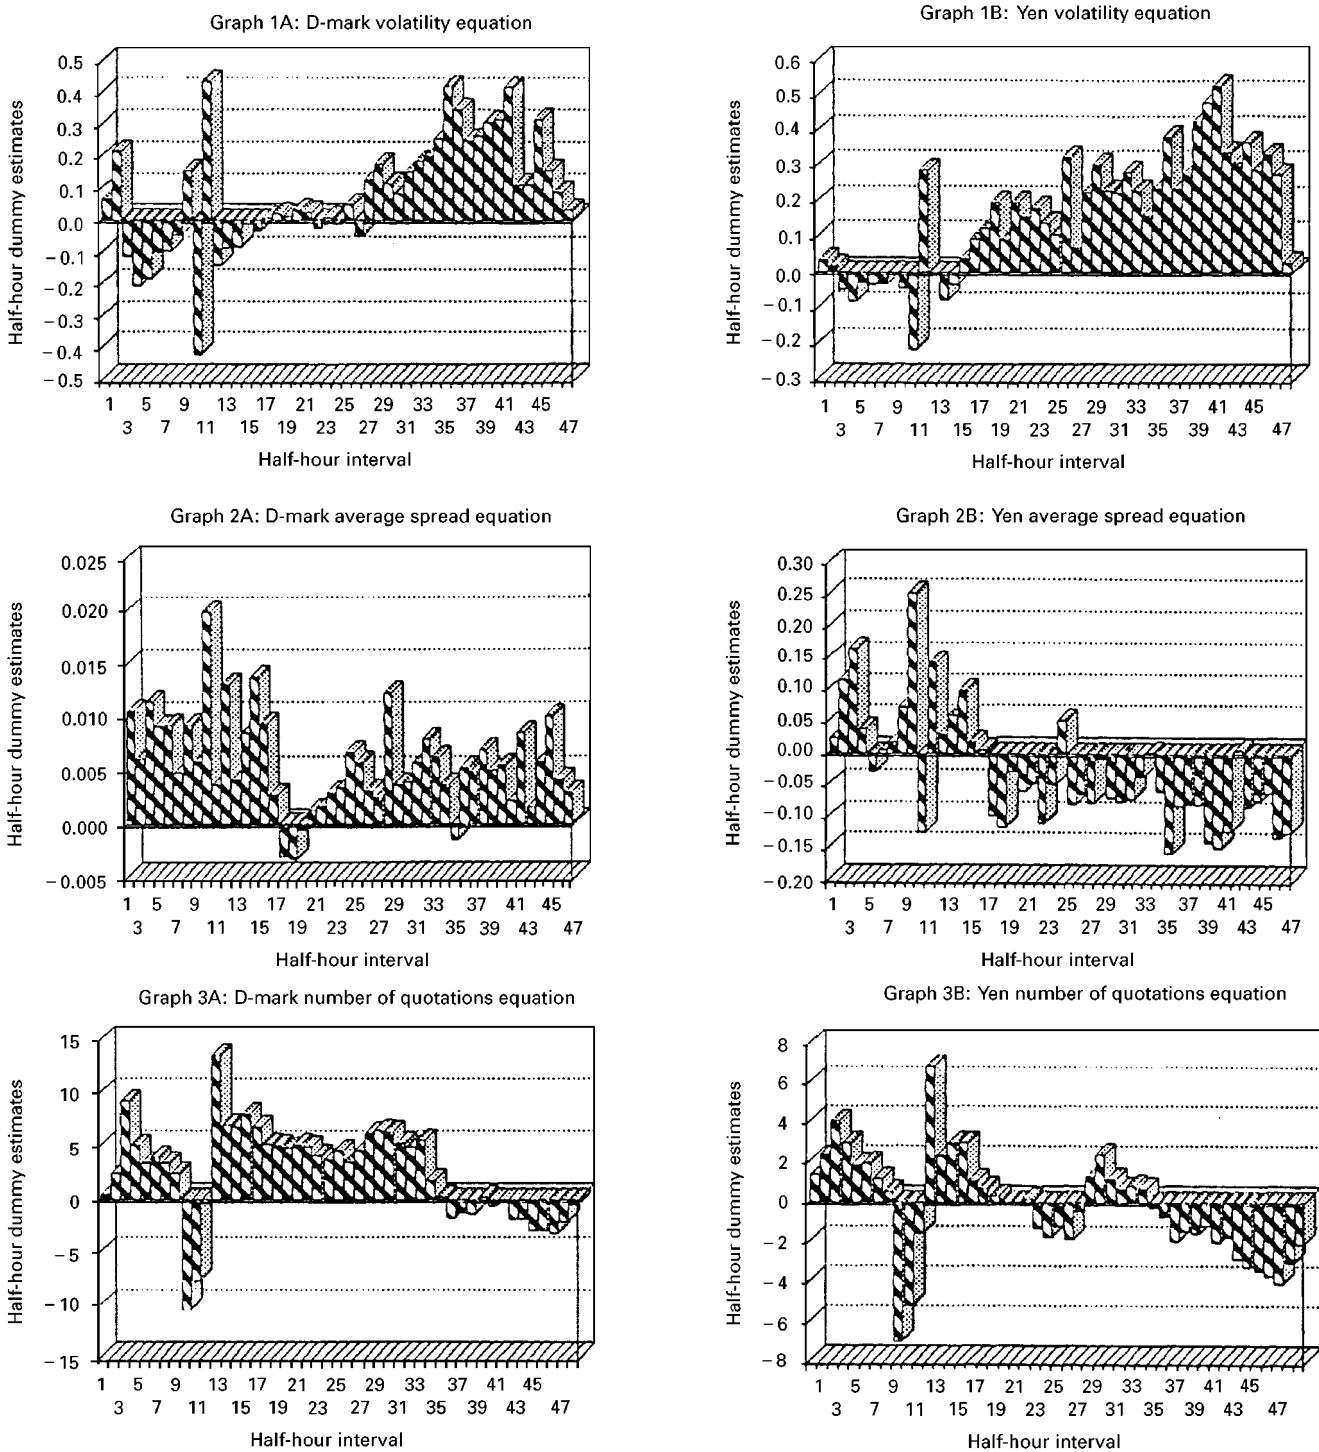 Graph 1A: D-mark volatility equation
Half-hour dummy estimates
0.5
0.4
0.3
0.2
0.1
0.0
−0.1
−0.2
−0.3
−0.4
−0.5
1 5 9 13 17 21 25 29 33 37 41 45
3 7 11 15 19 23 27 31 35 39 43 47
Half-hour interval
Graph 1B: Yen volatility equation
Half-hour dummy estimates
0.6
0.5
0.4
0.3
0.2
0.1
0.0
−0.1
−0.2
−0.3
1 5 9 13 17 21 25 29 33 37 41 45
3 7 11 15 19 23 27 31 35 39 43 47
Half-hour interval
Graph 2A: D-mark average spread equation
Half-hour dummy estimates
0.025
0.020
0.015
0.010
0.005
0.000
−0.005
1 5 9 13 17 21 25 29 33 37 41 45
3 7 11 15 19 23 27 31 35 39 43 47
Half-hour interval
Graph 2B: Yen average spread equation
Half-hour dummy estimates
0.30
0.25
0.20
0.15
0.10
0.05
0.00
−0.05
−0.10
−0.15
−0.20
1 5 9 13 17 21 25 29 33 37 41 45
3 7 11 15 19 23 27 31 35 39 43 47
Half-hour interval
Graph 3A: D-mark number of quotations equation
Half-hour dummy estimates
15
10
5
0
−5
−10
−15
1 5 9 13 17 21 25 29 33 37 41 45
3 7 11 15 19 23 27 31 35 39 43 47
Half-hour interval
Graph 3B: Yen number of quotations equation
Half-hour dummy estimates
8
6
4
2
0
−2
−4
−6
−8
1 5 9 13 17 21 25 29 33 37 41 45
3 7 11 15 19 23 27 31 35 39 43 47
Half-hour interval